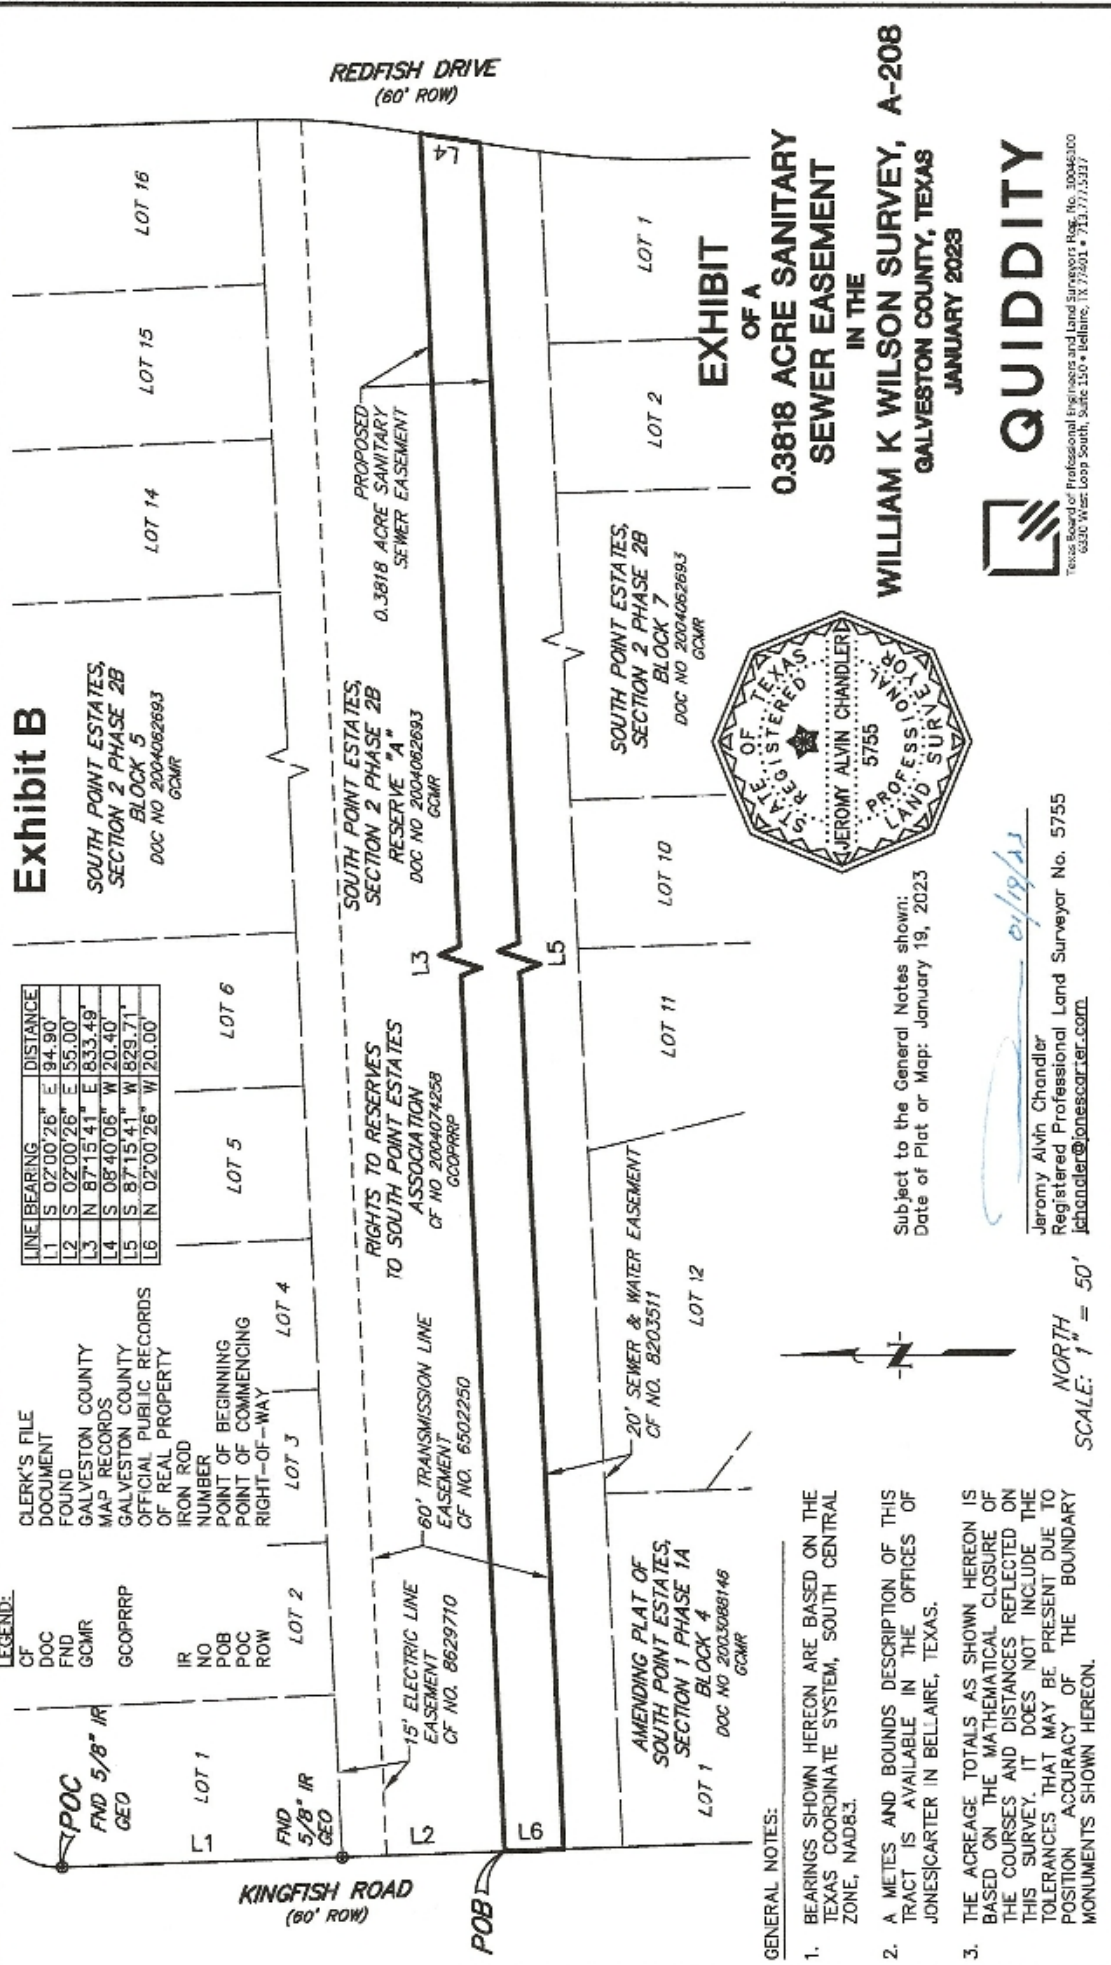 Exhibit B
LEGEND:
CF CLERK'S FILE
DOC DOCUMENT
FND FOUND
GCMR GALVESTON COUNTY
MAP RECORDS
GCOPRRP GALVESTON COUNTY
OFFICIAL PUBLIC RECORDS
OF REAL PROPERTY
IR IRON ROD
NO NUMBER
POB POINT OF BEGINNING
POC POINT OF COMMENCING
ROW RIGHT-OF-WAY
LINE BEARING DISTANCE
L1 S 02°00'26" E 94.90'
L2 S 02°00'26" E 55.00'
L3 N 87°15'41" E 833.49'
L4 S 08°40'06" W 20.40'
L5 S 87°15'41" W 829.71'
L6 N 02°00'26" W 20.00'
SOUTH POINT ESTATES,
SECTION 2 PHASE 2B
BLOCK 5
DOC NO 2004062693
GCMR
POC
FND 5/8" IR
GEO
LOT 1
LOT 2
LOT 3
LOT 4
LOT 5
LOT 6
LOT 14
LOT 15
LOT 16
L1
FND
5/8" IR
GEO
KINGFISH ROAD
(60' ROW)
REDFISH DRIVE
(60' ROW)
L2
15' ELECTRIC LINE
EASEMENT
CF NO. 8629710
60' TRANSMISSION LINE
EASEMENT
CF NO. 6502250
RIGHTS TO RESERVES
TO SOUTH POINT ESTATES
ASSOCIATION
CF NO 2004074258
GCOPRRP
SOUTH POINT ESTATES,
SECTION 2 PHASE 2B
RESERVE "A"
DOC NO 2004062693
GCMR
PROPOSED
0.3818 ACRE SANITARY
SEWER EASEMENT
L3
L4
L5
L6
POB
AMENDING PLAT OF
SOUTH POINT ESTATES,
SECTION 1 PHASE 1A
BLOCK 4
DOC NO 2003088146
GCMR
LOT 1
20' SEWER & WATER EASEMENT
CF NO. 8203511
LOT 12
LOT 11
LOT 10
SOUTH POINT ESTATES,
SECTION 2 PHASE 2B
BLOCK 7
DOC NO 2004062693
GCMR
LOT 2
LOT 1
GENERAL NOTES:
1. BEARINGS SHOWN HEREON ARE BASED ON THE
TEXAS COORDINATE SYSTEM, SOUTH CENTRAL
ZONE, NAD83.
2. A METES AND BOUNDS DESCRIPTION OF THIS
TRACT IS AVAILABLE IN THE OFFICES OF
JONES|CARTER IN BELLAIRE, TEXAS.
3. THE ACREAGE TOTALS AS SHOWN HEREON IS
BASED ON THE MATHEMATICAL CLOSURE OF
THE COURSES AND DISTANCES REFLECTED ON
THIS SURVEY. IT DOES NOT INCLUDE THE
TOLERANCES THAT MAY BE PRESENT DUE TO
POSITION ACCURACY OF THE BOUNDARY
MONUMENTS SHOWN HEREON.
N
NORTH
SCALE: 1" = 50'
Subject to the General Notes shown:
Date of Plat or Map: January 19, 2023
01/19/23
Jeromy Alvin Chandler
Registered Professional Land Surveyor No. 5755
jchandler@jonescarter.com
STATE OF TEXAS
REGISTERED
JEROMY ALVIN CHANDLER
5755
PROFESSIONAL
LAND SURVEYOR
EXHIBIT
OF A
0.3818 ACRE SANITARY
SEWER EASEMENT
IN THE
WILLIAM K WILSON SURVEY, A-208
GALVESTON COUNTY, TEXAS
JANUARY 2023
QUIDDITY
Texas Board of Professional Engineers and Land Surveyors Reg. No. 10046100
6330 West Loop South, Suite 150 • Bellaire, TX 77401 • 713.777.5337